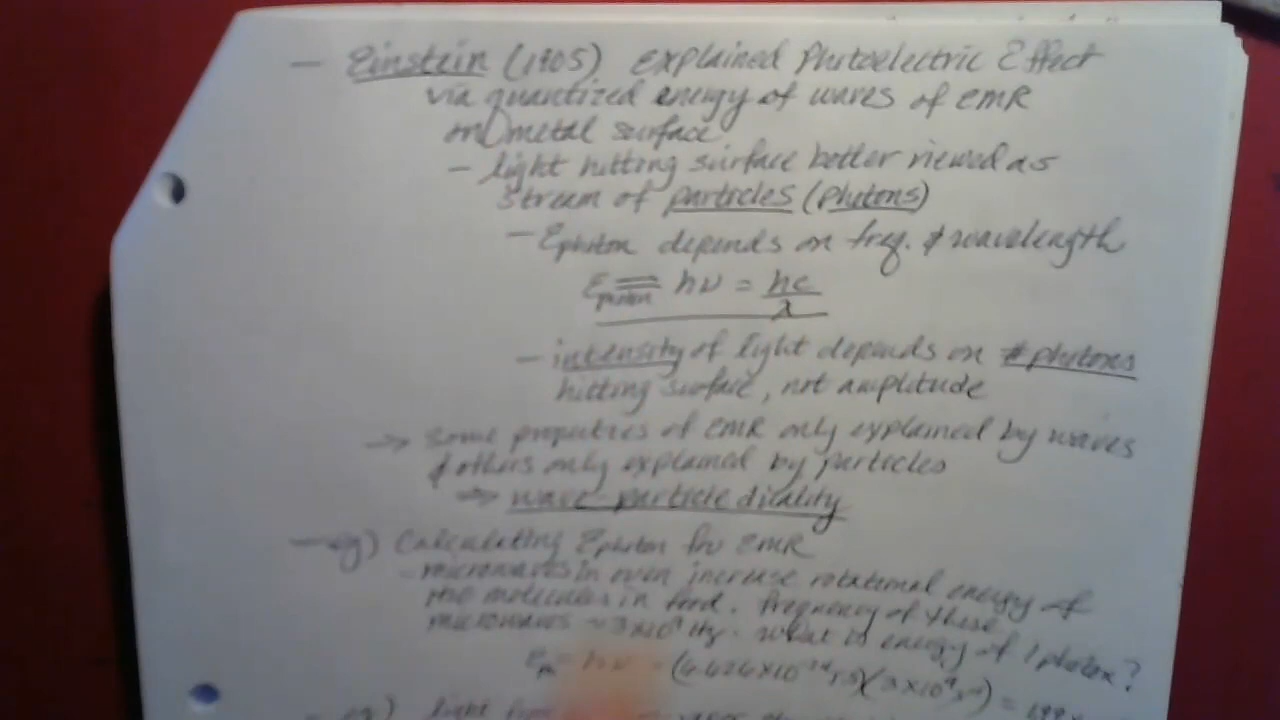 — Einstein (1905) explained Photoelectric Effect
via quantized energy of waves of EMR
on metal surface
- light hitting surface better viewed as
stream of particles (photons)
- Ephoton depends on freq. & wavelength
Ephoton = hν = hc/λ
- intensity of light depends on # photons
hitting surface, not amplitude
→ some properties of EMR only explained by waves
& others only explained by particles
⇒ wave-particle duality
— eg) Calculating Ephoton for EMR
- microwaves in oven increase rotational energy of
H2O molecules in food. Frequency of these
microwaves ~3x10⁹ Hz. What is energy of 1 photon?
= hν = (6.626x10⁻³⁴ J·s)(3x10⁹ s⁻¹) = 1.99x
- eg) light